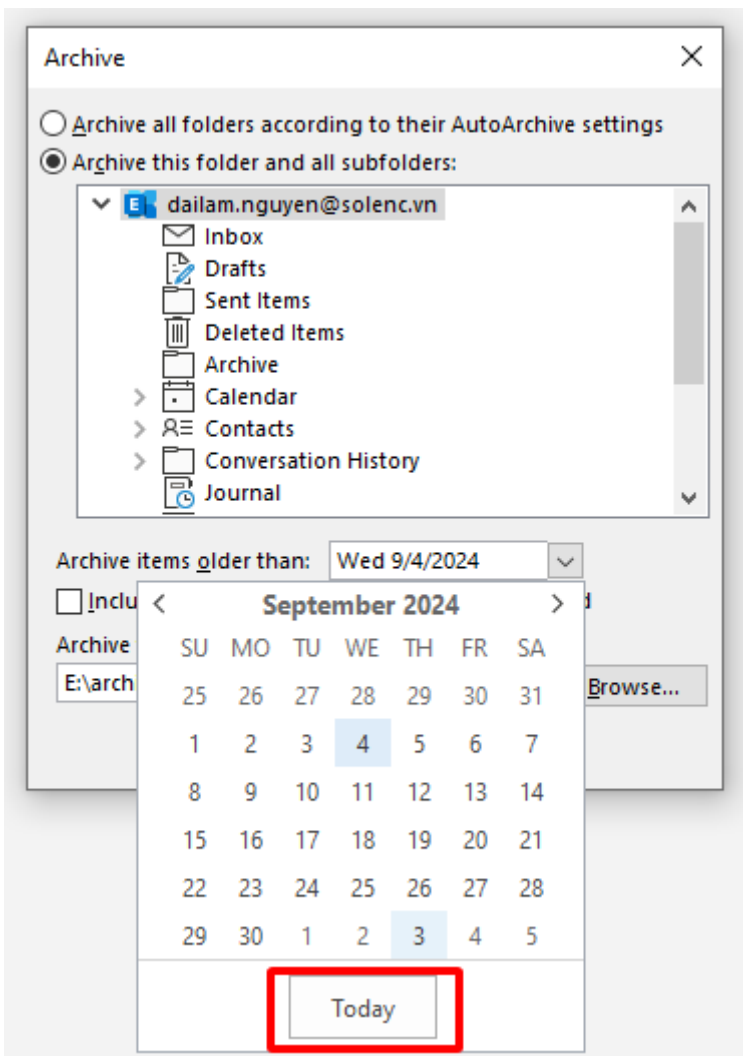 Archive
Archive all folders according to their AutoArchive settings
Archive this folder and all subfolders:
E dailam.nguyen@solenc.vn
Inbox
Drafts
Sent Items
Deleted Items
Archive
Calendar
Contacts
Conversation History
Journal
Archive items older than: Wed 9/4/2024
September 2024
Archive
SU MO TU WE TH FR SA
E:\arch Browse...
25 26 27 28 29 30 31
1 2 3 4 5 6 7
8 9 10 11 12 13 14
15 16 17 18 19 20 21
22 23 24 25 26 27 28
29 30 1 2 3 4 5
Today